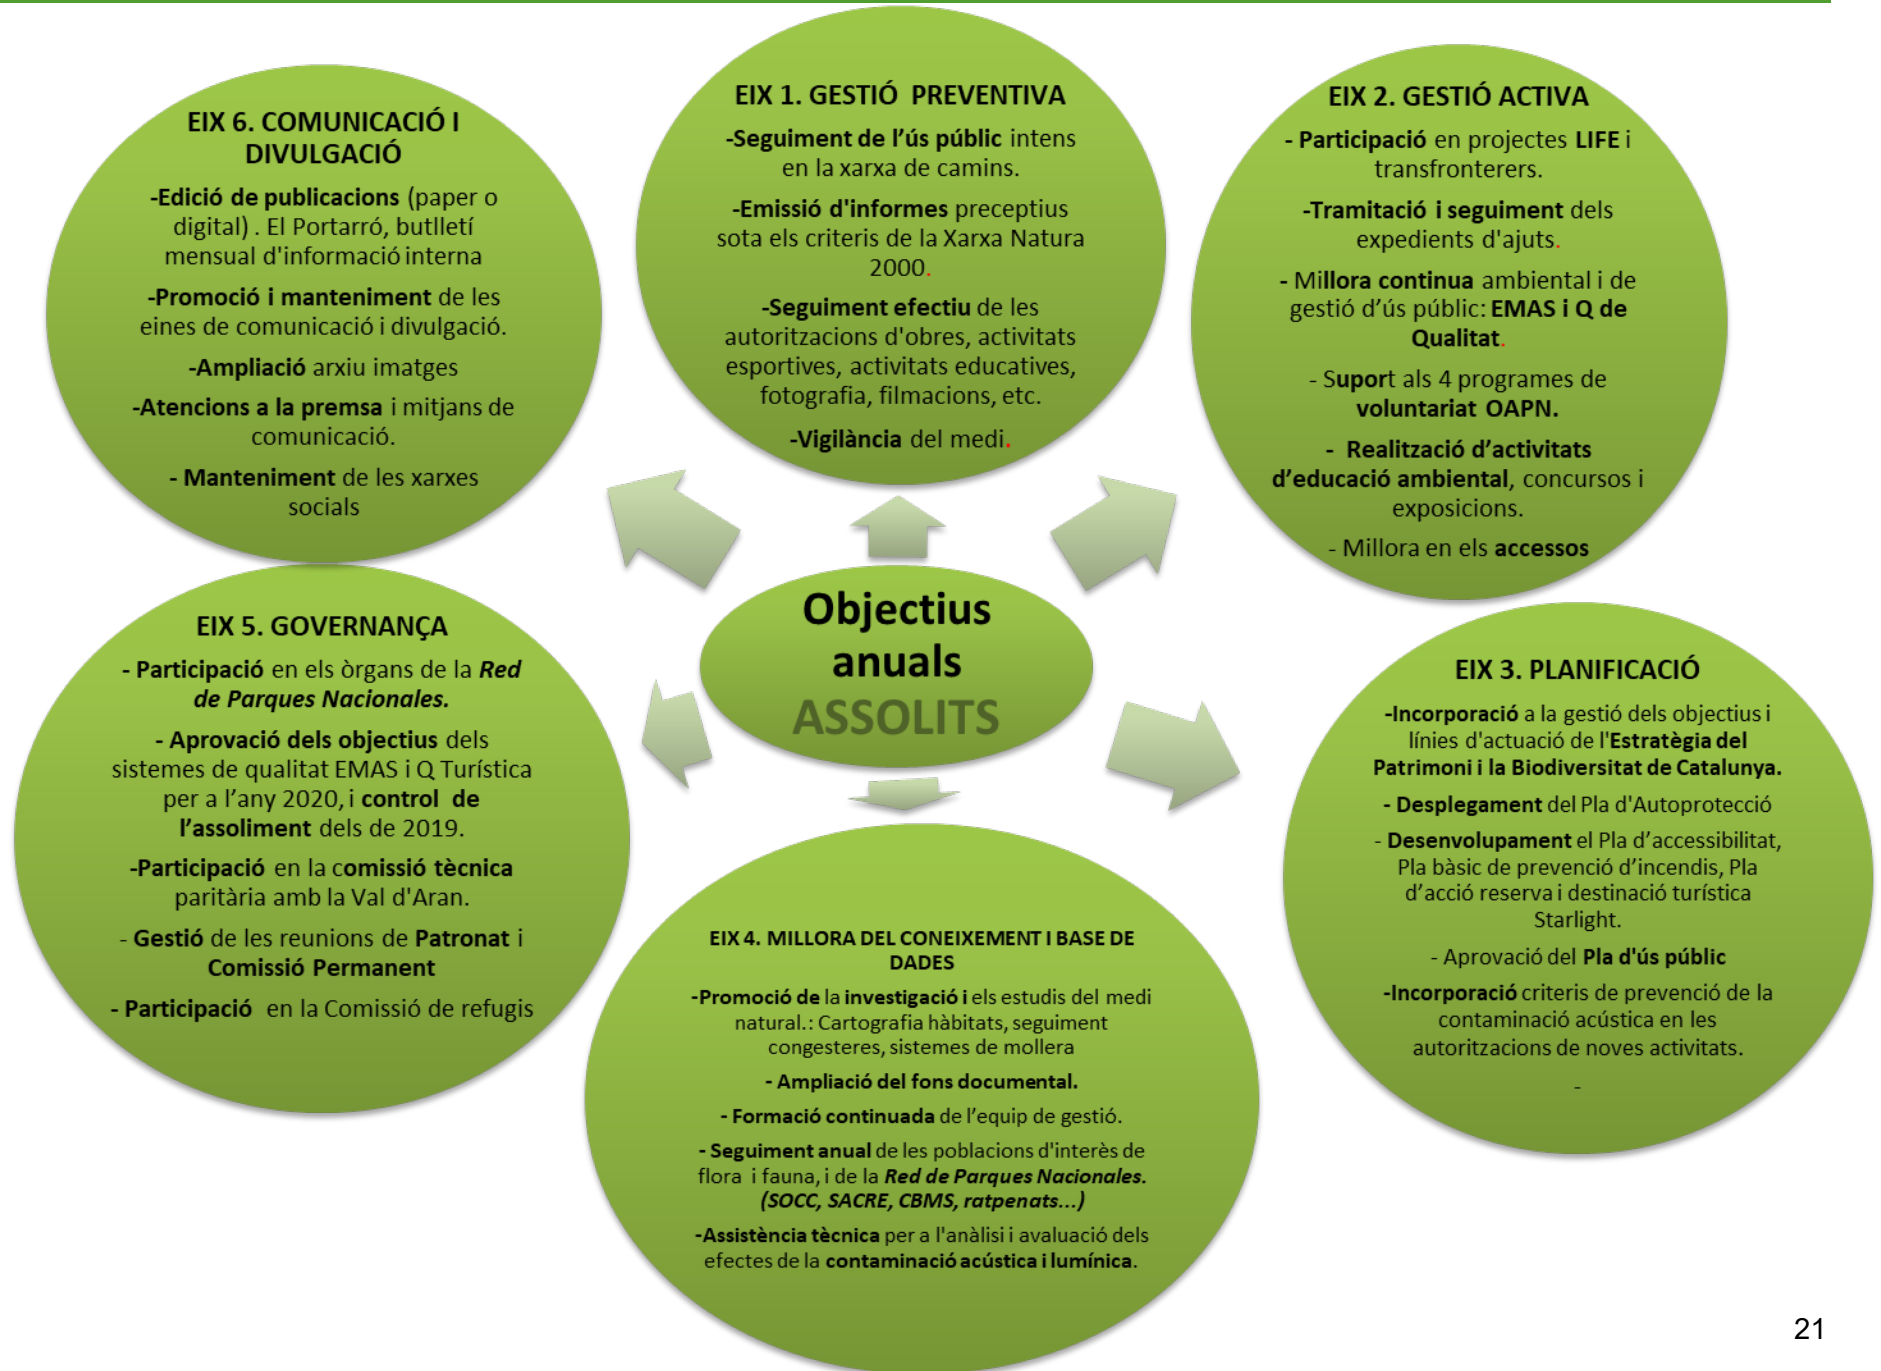 EIX 6. COMUNICACIÓ I
DIVULGACIÓ
-Edició de publicacions (paper o
digital) . El Portarró, butlletí
mensual d'informació interna
-Promoció i manteniment de les
eines de comunicació i divulgació.
-Ampliació arxiu imatges
-Atencions a la premsa i mitjans de
comunicació.
- Manteniment de les xarxes
socials
EIX 1. GESTIÓ PREVENTIVA
-Seguiment de l'ús públic intens
en la xarxa de camins.
-Emissió d'informes preceptius
sota els criteris de la Xarxa Natura
2000.
-Seguiment efectiu de les
autoritzacions d'obres, activitats
esportives, activitats educatives,
fotografia, filmacions, etc.
-Vigilància del medi.
EIX 2. GESTIÓ ACTIVA
- Participació en projectes LIFE i
transfronterers.
-Tramitació i seguiment dels
expedients d'ajuts.
- Millora continua ambiental i de
gestió d'ús públic: EMAS i Q de
Qualitat.
- Suport als 4 programes de
voluntariat OAPN.
- Realització d'activitats
d'educació ambiental, concursos i
exposicions.
- Millora en els accessos
Objectius
anuals
ASSOLITS
EIX 5. GOVERNANÇA
- Participació en els òrgans de la Red
de Parques Nacionales.
- Aprovació dels objectius dels
sistemes de qualitat EMAS i Q Turística
per a l'any 2020, i control de
l'assoliment dels de 2019.
-Participació en la comissió tècnica
paritària amb la Val d'Aran.
- Gestió de les reunions de Patronat i
Comissió Permanent
- Participació en la Comissió de refugis
EIX 3. PLANIFICACIÓ
-Incorporació a la gestió dels objectius i
línies d'actuació de l'Estratègia del
Patrimoni i la Biodiversitat de Catalunya.
- Desplegament del Pla d'Autoprotecció
- Desenvolupament el Pla d'accessibilitat,
Pla bàsic de prevenció d'incendis, Pla
d'acció reserva i destinació turística
Starlight.
- Aprovació del Pla d'ús públic
-Incorporació criteris de prevenció de la
contaminació acústica en les
autoritzacions de noves activitats.
-
EIX 4. MILLORA DEL CONEIXEMENT I BASE DE
DADES
-Promoció de la investigació i els estudis del medi
natural.: Cartografia hàbitats, seguiment
congesteres, sistemes de mollera
- Ampliació del fons documental.
- Formació continuada de l'equip de gestió.
- Seguiment anual de les poblacions d'interès de
flora i fauna, i de la Red de Parques Nacionales.
(SOCC, SACRE, CBMS, ratpenats...)
-Assistència tècnica per a l'anàlisi i avaluació dels
efectes de la contaminació acústica i lumínica.
21